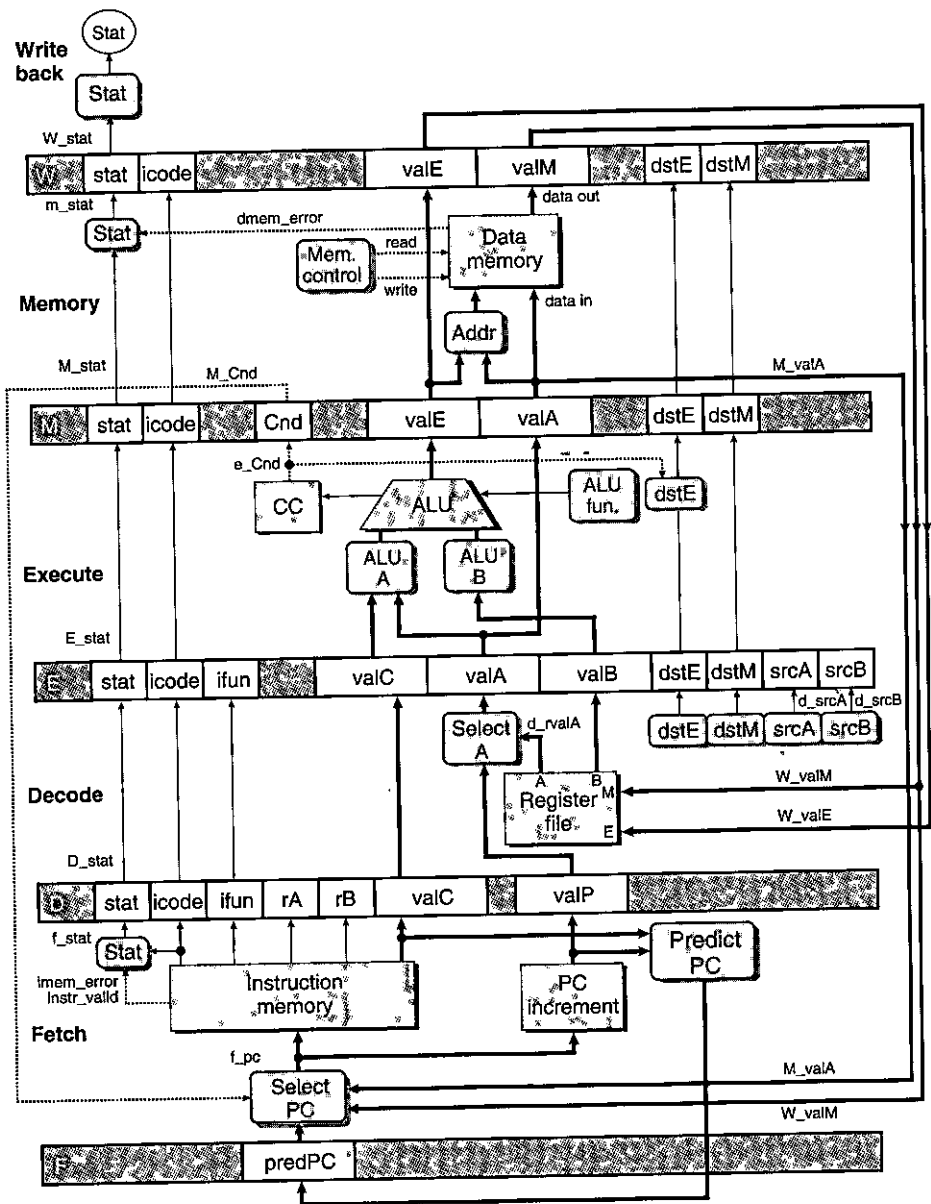 Stat
Write
back
Stat
W_stat
W stat icode valE valM dstE dstM
m_stat
data out
dmem_error
Stat
read
Data
memory
Mem.
control
write
data in
Memory
Addr
M_stat
M_Cnd
M_valA
M stat icode Cnd valE valA dstE dstM
e_Cnd
CC
ALU
ALU
fun.
dstE
ALU
A
ALU
B
Execute
E_stat
E stat icode ifun valC valA valB dstE dstM srcA srcB
d_srcA d_srcB
Select
A
d_rvalA
dstE dstM srcA srcB
A B
M
Register
file
E
W_valM
Decode
W_valE
D_stat
D stat icode ifun rA rB valC valP
f_stat
Stat
Predict
PC
imem_error
Instr_valid
Instruction
memory
PC
increment
Fetch
f_pc
Select
PC
M_valA
W_valM
F predPC